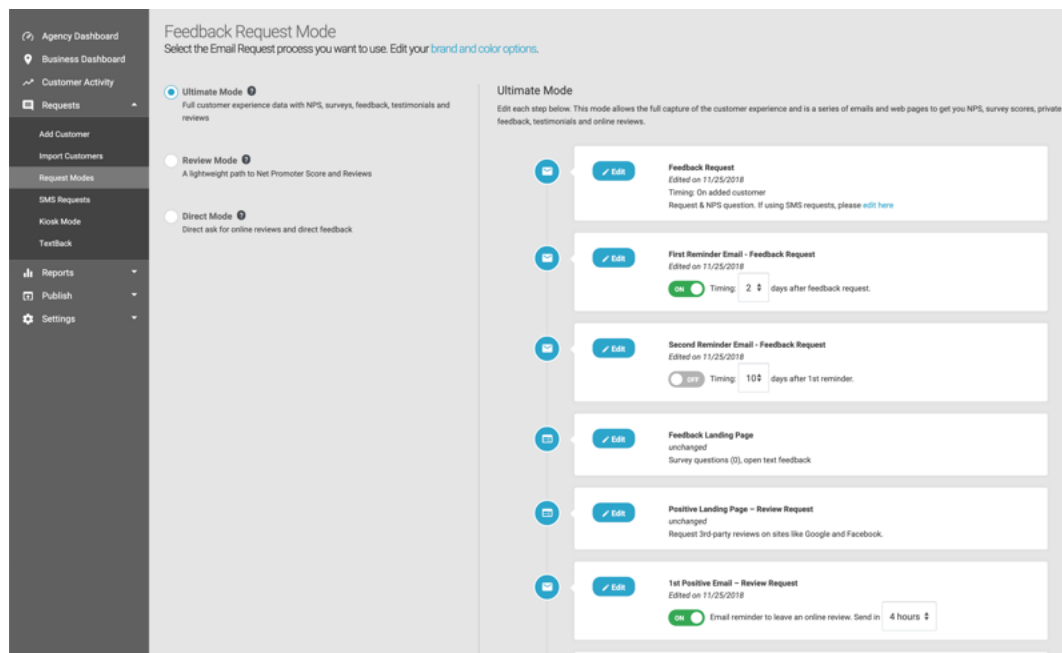 Agency Dashboard
Business Dashboard
Customer Activity
Requests
Add Customer
Import Customers
Request Modes
SMS Requests
Kiosk Mode
TextBack
Reports
Publish
Settings
Feedback Request Mode
Select the Email Request process you want to use. Edit your brand and color options.
Ultimate Mode ?
Full customer experience data with NPS, surveys, feedback, testimonials and
reviews
Review Mode ?
A lightweight path to Net Promoter Score and Reviews
Direct Mode ?
Direct ask for online reviews and direct feedback
Ultimate Mode
Edit each step below. This mode allows the full capture of the customer experience and is a series of emails and web pages to get you NPS, survey scores, private
feedback, testimonials and online reviews.
Edit
Feedback Request
Edited on 11/25/2018
Timing: On added customer
Request & NPS question. If using SMS requests, please edit here
Edit
First Reminder Email - Feedback Request
Edited on 11/25/2018
ON Timing: 2 days after feedback request.
Edit
Second Reminder Email - Feedback Request
Edited on 11/25/2018
OFF Timing: 10 days after 1st reminder.
Edit
Feedback Landing Page
unchanged
Survey questions (0), open text feedback
Edit
Positive Landing Page – Review Request
unchanged
Request 3rd-party reviews on sites like Google and Facebook.
Edit
1st Positive Email – Review Request
Edited on 11/25/2018
ON Email reminder to leave an online review. Send in 4 hours